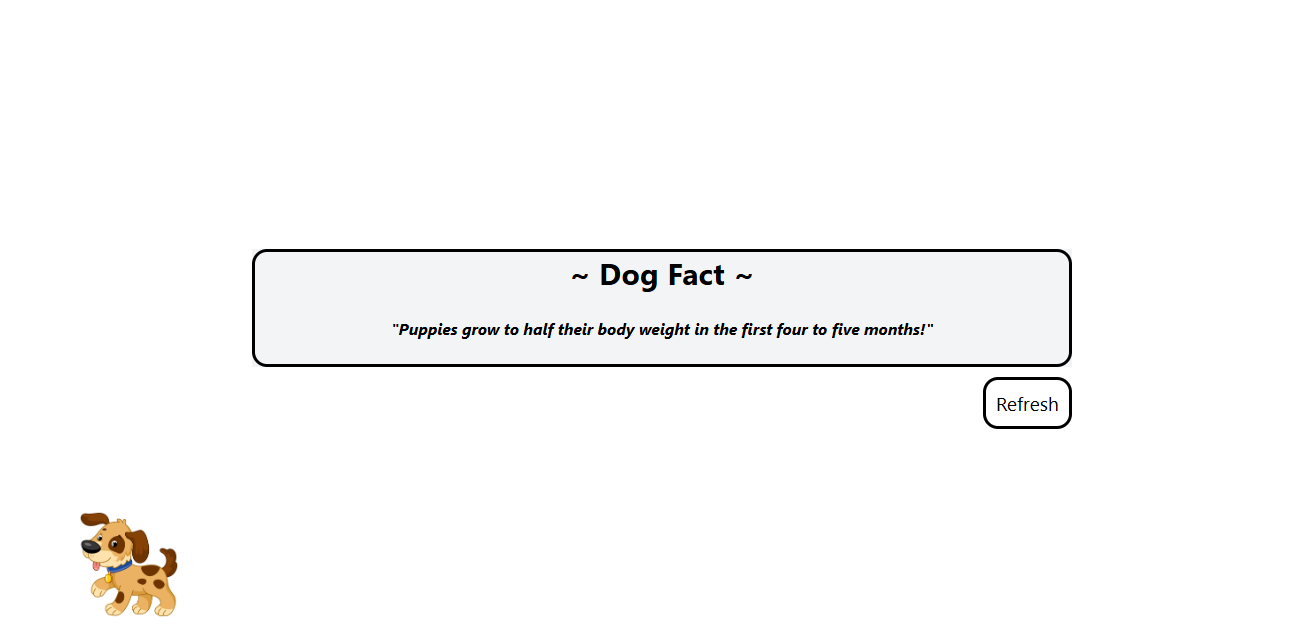 ~ Dog Fact ~
"Puppies grow to half their body weight in the first four to five months!"
Refresh